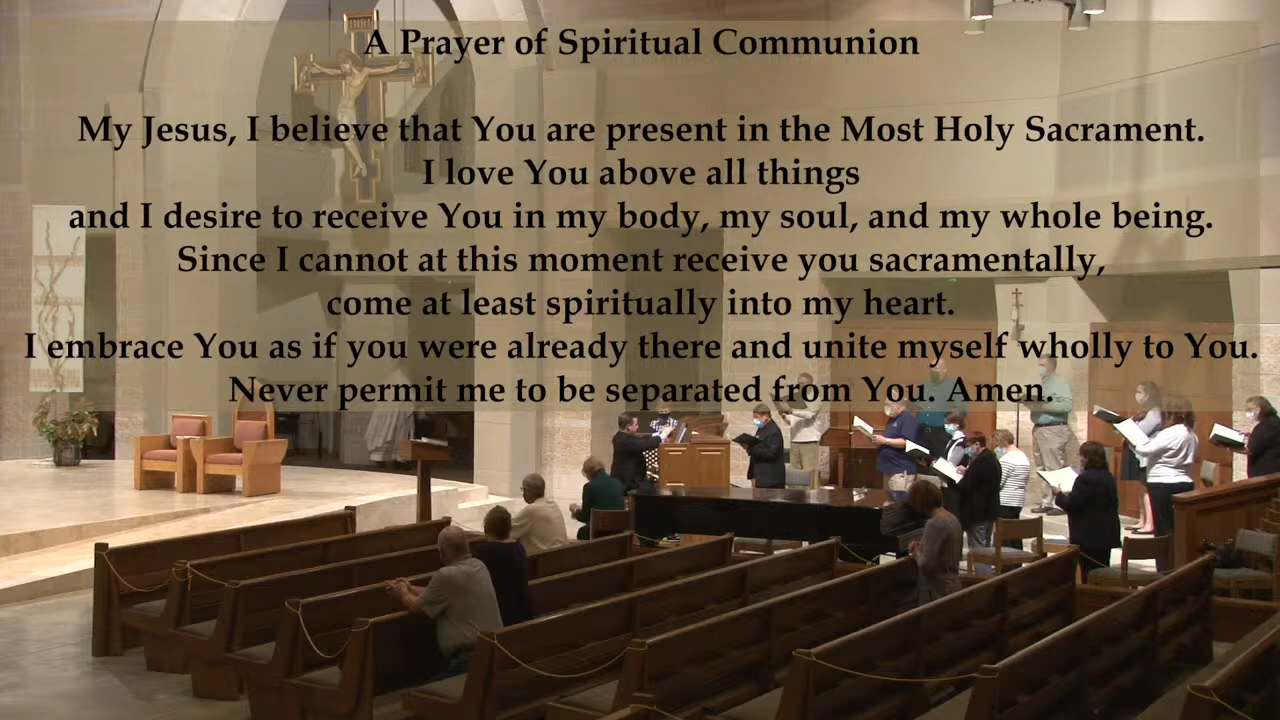 A Prayer of Spiritual Communion
My Jesus, I believe that You are present in the Most Holy Sacrament.
I love You above all things
and I desire to receive You in my body, my soul, and my whole being.
Since I cannot at this moment receive you sacramentally,
come at least spiritually into my heart.
I embrace You as if you were already there and unite myself wholly to You.
Never permit me to be separated from You. Amen.